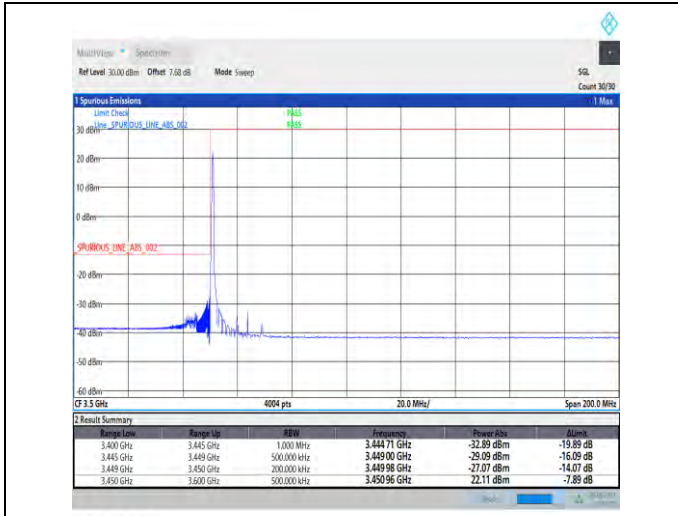 MultiView Spectrum
Ref Level 30.00 dBm Offset 7.68 dB Mode Sweep SGL
Count 30/30
1 Spurious Emissions 1 Max
Limit Check PASS
Line _SPURIOUS_LINE_ABS_002 PASS
30 dBm
20 dBm
10 dBm
0 dBm
_SPURIOUS_LINE_ABS_002
-20 dBm
-30 dBm
-40 dBm
-50 dBm
-60 dBm
CF 3.5 GHz 4004 pts 20.0 MHz/ Span 200.0 MHz
2 Result Summary
Range Low Range Up RBW Frequency Power Abs ΔLimit
3.400 GHz 3.445 GHz 1.000 MHz 3.444 71 GHz -32.89 dBm -19.89 dB
3.445 GHz 3.449 GHz 500.000 kHz 3.449 00 GHz -29.09 dBm -16.09 dB
3.449 GHz 3.450 GHz 200.000 kHz 3.449 98 GHz -27.07 dBm -14.07 dB
3.450 GHz 3.600 GHz 500.000 kHz 3.450 96 GHz 22.11 dBm -7.89 dB